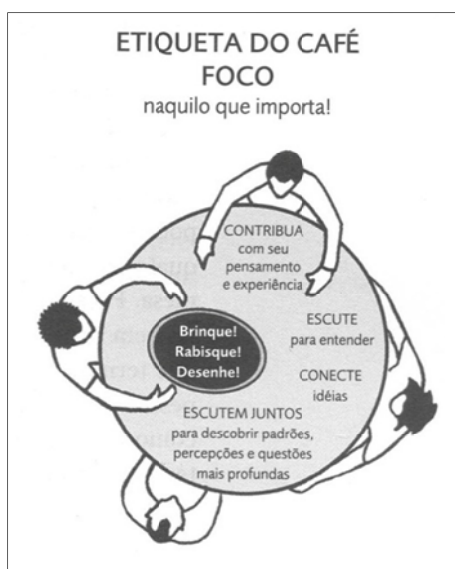 ETIQUETA DO CAFÉ
FOCO
naquilo que importa!
CONTRIBUA
com seu
pensamento
e experiência
Brinque!
Rabisque!
Desenhe!
ESCUTE
para entender
CONECTE
idéias
ESCUTEM JUNTOS
para descobrir padrões,
percepções e questões
mais profundas